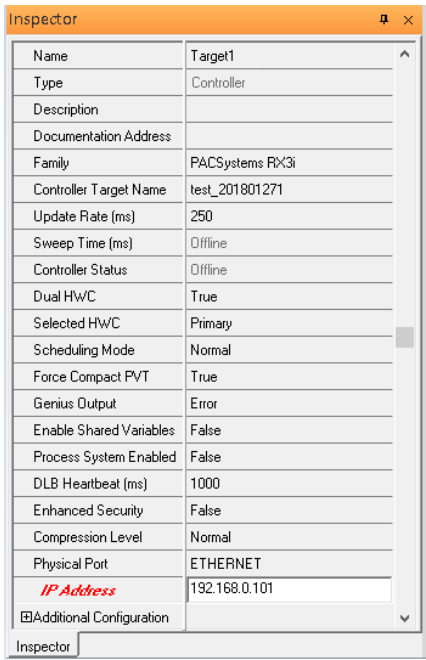 Inspector
Name Target1
Type Controller
Description
Documentation Address
Family PACSystems RX3i
Controller Target Name test_201801271
Update Rate (ms) 250
Sweep Time (ms) Offline
Controller Status Offline
Dual HWC True
Selected HWC Primary
Scheduling Mode Normal
Force Compact PVT True
Genius Output Error
Enable Shared Variables False
Process System Enabled False
DLB Heartbeat (ms) 1000
Enhanced Security False
Compression Level Normal
Physical Port ETHERNET
IP Address 192.168.0.101
Additional Configuration
Inspector